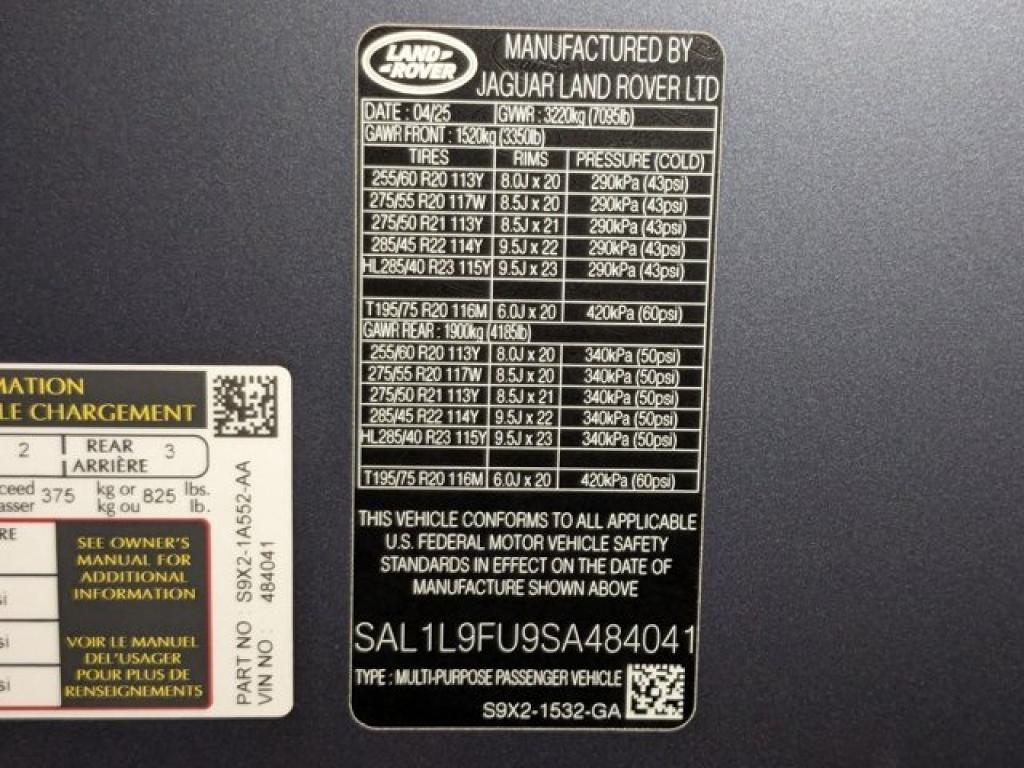 LAND-
-ROVER
MANUFACTURED BY
JAGUAR LAND ROVER LTD
DATE : 04/25 GVWR : 3220kg (7095lb)
GAWR FRONT : 1520kg (3350lb)
TIRES RIMS PRESSURE (COLD)
255/60 R20 113Y 8.0J x 20 290kPa (43psi)
275/55 R20 117W 8.5J x 20 290kPa (43psi)
275/50 R21 113Y 8.5J x 21 290kPa (43psi)
285/45 R22 114Y 9.5J x 22 290kPa (43psi)
HL285/40 R23 115Y 9.5J x 23 290kPa (43psi)
T195/75 R20 116M 6.0J x 20 420kPa (60psi)
GAWR REAR : 1900kg (4185lb)
255/60 R20 113Y 8.0J x 20 340kPa (50psi)
275/55 R20 117W 8.5J x 20 340kPa (50psi)
275/50 R21 113Y 8.5J x 21 340kPa (50psi)
285/45 R22 114Y 9.5J x 22 340kPa (50psi)
HL285/40 R23 115Y 9.5J x 23 340kPa (50psi)
T195/75 R20 116M 6.0J x 20 420kPa (60psi)
THIS VEHICLE CONFORMS TO ALL APPLICABLE
U.S. FEDERAL MOTOR VEHICLE SAFETY
STANDARDS IN EFFECT ON THE DATE OF
MANUFACTURE SHOWN ABOVE
SAL1L9FU9SA484041
TYPE : MULTI-PURPOSE PASSENGER VEHICLE
S9X2-1532-GA
MATION
LE CHARGEMENT
2 REAR 3
ARRIÈRE
ceed 375 kg or 825 lbs.
asser kg ou lb.
RE
SEE OWNER'S
MANUAL FOR
ADDITIONAL
INFORMATION
si
VOIR LE MANUEL
DEL'USAGER
POUR PLUS DE
RENSEIGNEMENTS
si
si
PART NO : S9X2-1A552-AA
VIN NO : 484041